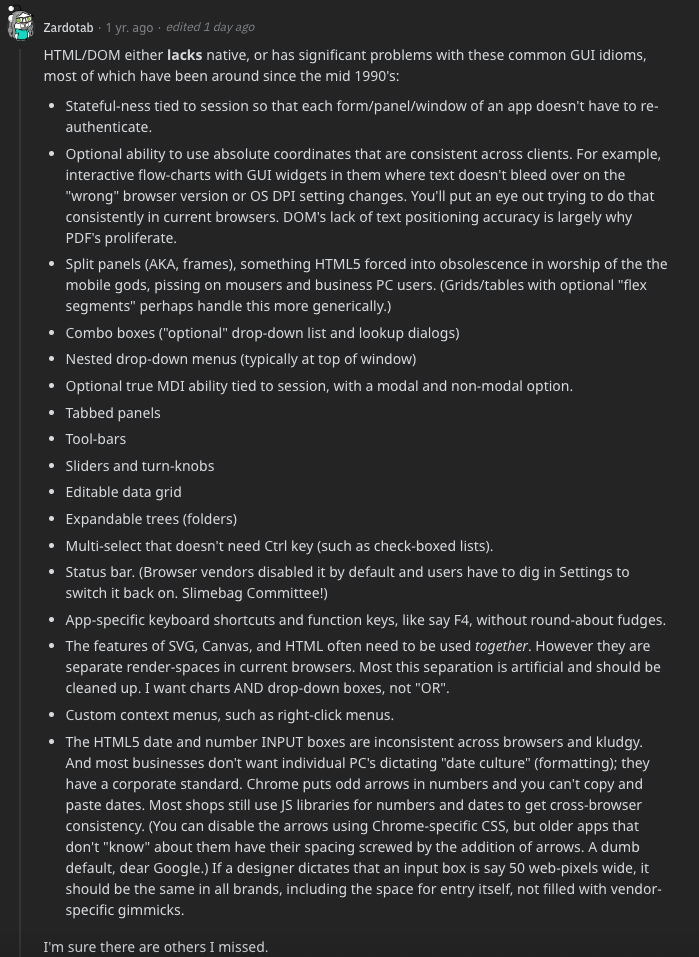 Zardotab · 1 yr. ago · edited 1 day ago
HTML/DOM either lacks native, or has significant problems with these common GUI idioms,
most of which have been around since the mid 1990's:
• Stateful-ness tied to session so that each form/panel/window of an app doesn't have to re-
authenticate.
• Optional ability to use absolute coordinates that are consistent across clients. For example,
interactive flow-charts with GUI widgets in them where text doesn't bleed over on the
"wrong" browser version or OS DPI setting changes. You'll put an eye out trying to do that
consistently in current browsers. DOM's lack of text positioning accuracy is largely why
PDF's proliferate.
• Split panels (AKA, frames), something HTML5 forced into obsolescence in worship of the the
mobile gods, pissing on mousers and business PC users. (Grids/tables with optional "flex
segments" perhaps handle this more generically.)
• Combo boxes ("optional" drop-down list and lookup dialogs)
• Nested drop-down menus (typically at top of window)
• Optional true MDI ability tied to session, with a modal and non-modal option.
• Tabbed panels
• Tool-bars
• Sliders and turn-knobs
• Editable data grid
• Expandable trees (folders)
• Multi-select that doesn't need Ctrl key (such as check-boxed lists).
• Status bar. (Browser vendors disabled it by default and users have to dig in Settings to
switch it back on. Slimebag Committee!)
• App-specific keyboard shortcuts and function keys, like say F4, without round-about fudges.
• The features of SVG, Canvas, and HTML often need to be used together. However they are
separate render-spaces in current browsers. Most this separation is artificial and should be
cleaned up. I want charts AND drop-down boxes, not "OR".
• Custom context menus, such as right-click menus.
• The HTML5 date and number INPUT boxes are inconsistent across browsers and kludgy.
And most businesses don't want individual PC's dictating "date culture" (formatting); they
have a corporate standard. Chrome puts odd arrows in numbers and you can't copy and
paste dates. Most shops still use JS libraries for numbers and dates to get cross-browser
consistency. (You can disable the arrows using Chrome-specific CSS, but older apps that
don't "know" about them have their spacing screwed by the addition of arrows. A dumb
default, dear Google.) If a designer dictates that an input box is say 50 web-pixels wide, it
should be the same in all brands, including the space for entry itself, not filled with vendor-
specific gimmicks.
I'm sure there are others I missed.